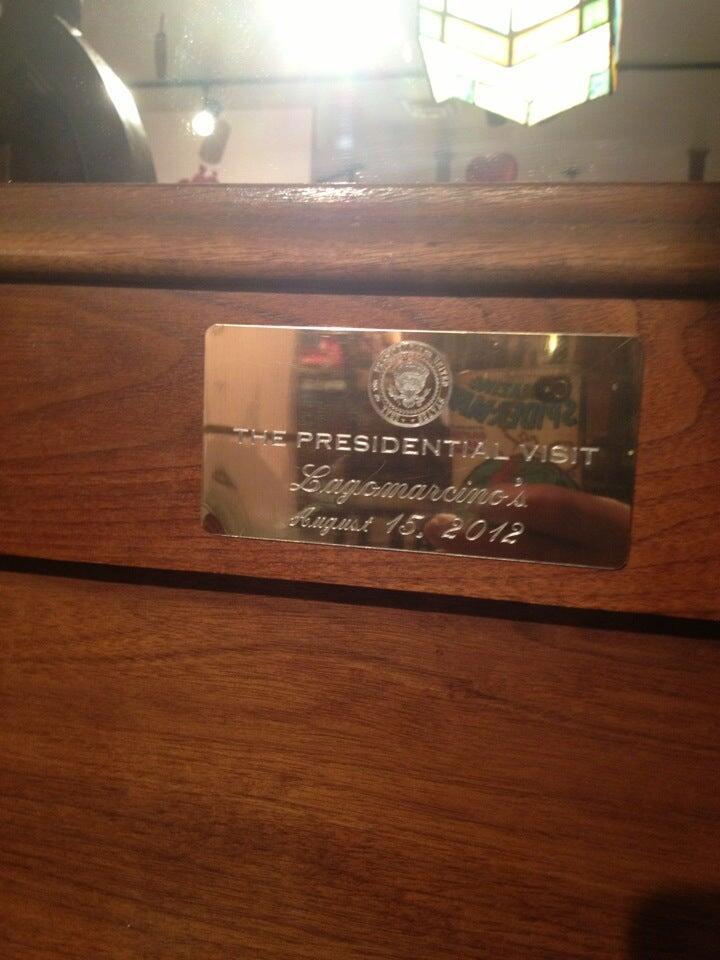 THE PRESIDENTIAL VISIT
Lagomarcino's
August 15, 2012